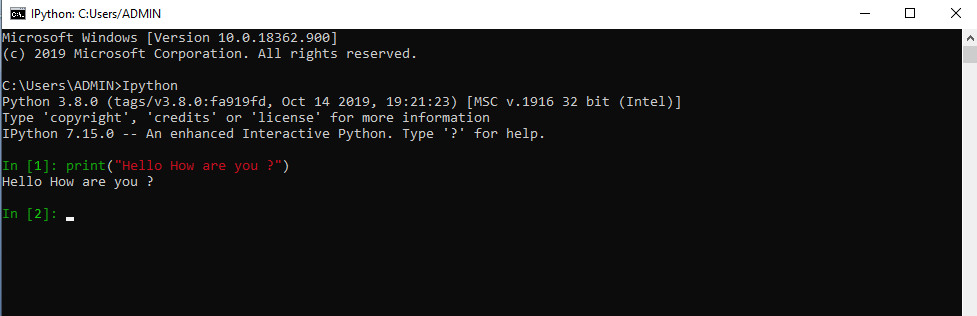 IPython: C:Users/ADMIN
Microsoft Windows [Version 10.0.18362.900]
(c) 2019 Microsoft Corporation. All rights reserved.
C:\Users\ADMIN>Ipython
Python 3.8.0 (tags/v3.8.0:fa919fd, Oct 14 2019, 19:21:23) [MSC v.1916 32 bit (Intel)]
Type 'copyright', 'credits' or 'license' for more information
IPython 7.15.0 -- An enhanced Interactive Python. Type '?' for help.
In [1]: print("Hello How are you ?")
Hello How are you ?
In [2]: